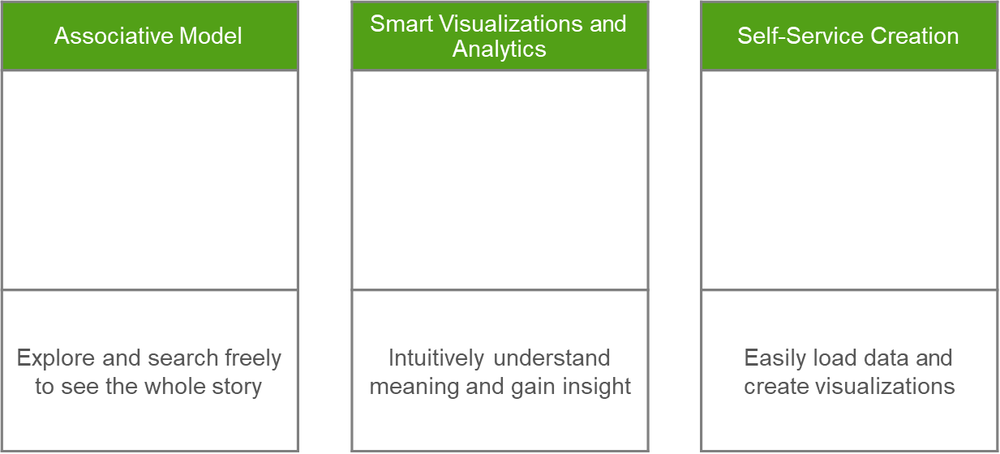 Associative Model
Smart Visualizations and
Analytics
Self-Service Creation
Explore and search freely
to see the whole story
Intuitively understand
meaning and gain insight
Easily load data and
create visualizations